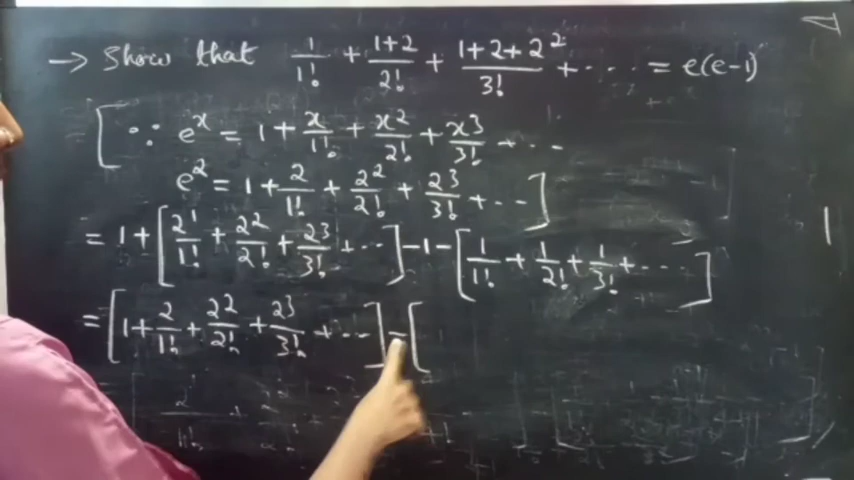 → Show that 1/1! + (1+2)/2! + (1+2+2²)/3! + ---- = e(e-1)
[ ∵ e^x = 1 + x/1! + x²/2! + x³/3! + ---
e² = 1 + 2/1! + 2²/2! + 2³/3! + --- ]
= 1 + [ 2¹/1! + 2²/2! + 2³/3! + --- ] - 1 - [ 1/1! + 1/2! + 1/3! + ---- ]
= [ 1 + 2/1! + 2²/2! + 2³/3! + --- ] - [